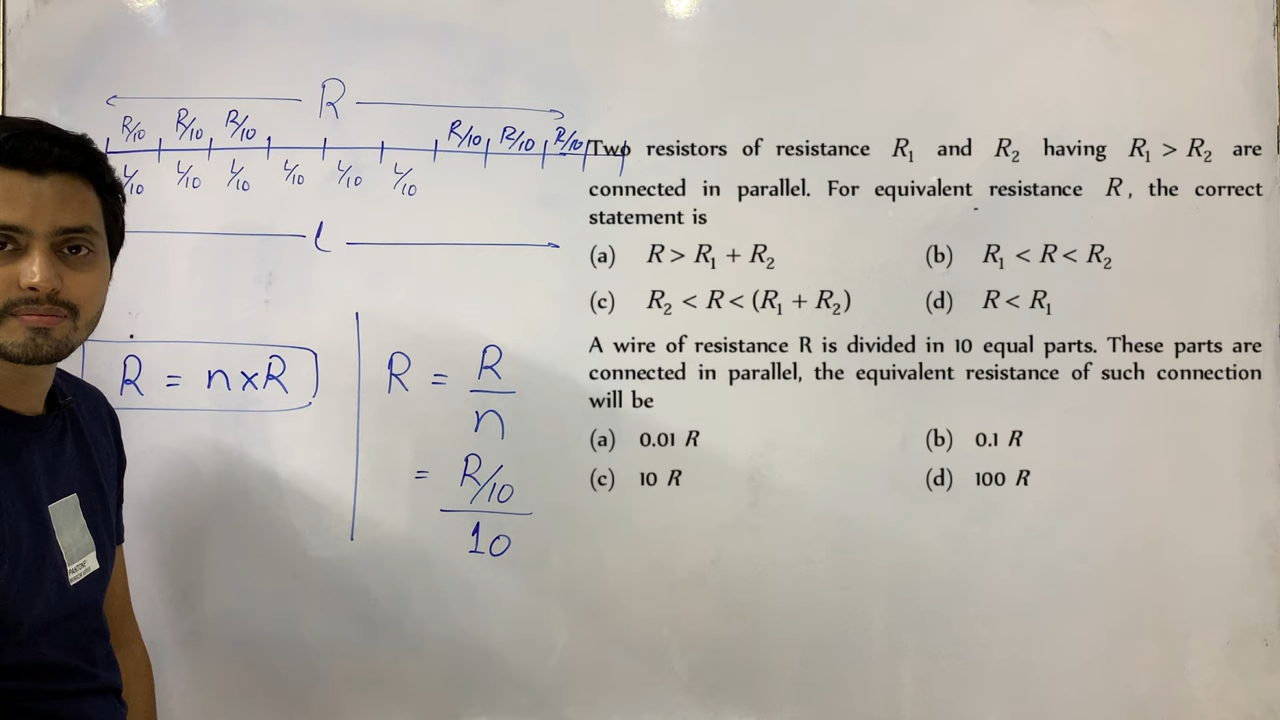 R
R/10 R/10 R/10 R/10 R/10 R/10
L/10 L/10 L/10 L/10 L/10 L/10
l
R = n×R
R = R/n
= R/10 / 10
PANTONE
Two resistors of resistance R₁ and R₂ having R₁ > R₂ are
connected in parallel. For equivalent resistance R, the correct
statement is
(a) R > R₁ + R₂ (b) R₁ < R < R₂
(c) R₂ < R < (R₁ + R₂) (d) R < R₁
A wire of resistance R is divided in 10 equal parts. These parts are
connected in parallel, the equivalent resistance of such connection
will be
(a) 0.01 R (b) 0.1 R
(c) 10 R (d) 100 R